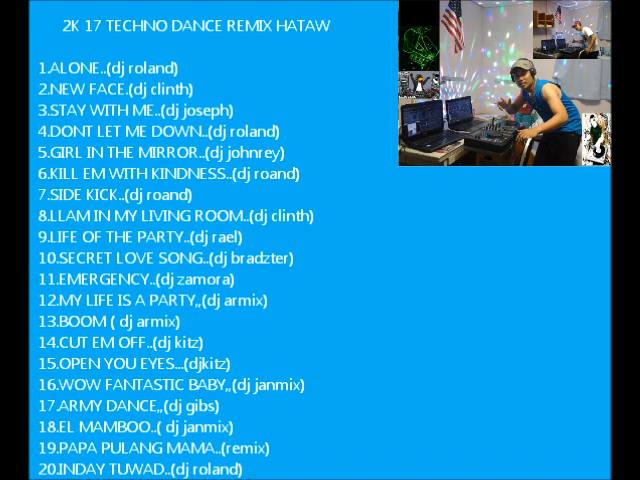 2K 17 TECHNO DANCE REMIX HATAW
1.ALONE..(dj roland)
2.NEW FACE.(dj clinth)
3.STAY WITH ME..(dj joseph)
4.DONT LET ME DOWN..(dj roland)
5.GIRL IN THE MIRROR..(dj johnrey)
6.KILL EM WITH KINDNESS..(dj roand)
7.SIDE KICK..(dj roand)
8.LLAM IN MY LIVING ROOM..(dj clinth)
9.LIFE OF THE PARTY..(dj rael)
10.SECRET LOVE SONG..(dj bradzter)
11.EMERGENCY..(dj zamora)
12.MY LIFE IS A PARTY,,(dj armix)
13.BOOM ( dj armix)
14.CUT EM OFF..(dj kitz)
15.OPEN YOU EYES...(djkitz)
16.WOW FANTASTIC BABY,,(dj janmix)
17.ARMY DANCE,,(dj gibs)
18.EL MAMBOO..( dj janmix)
19.PAPA PULANG MAMA..(remix)
20.INDAY TUWAD..(dj roland)